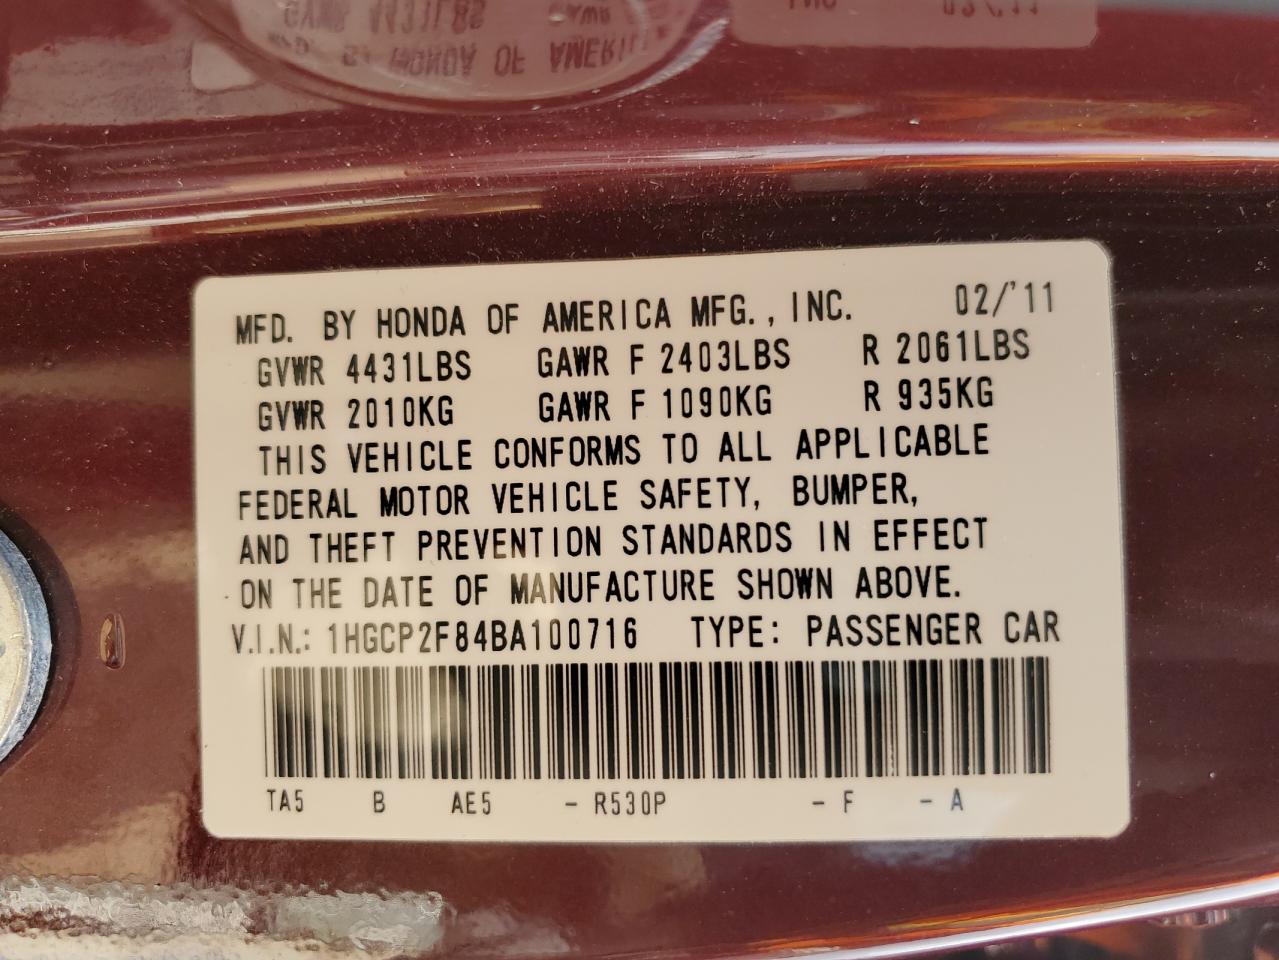 MFD. BY HONDA OF AMERICA MFG., INC. 02/'11
GVWR 4431LBS GAWR F 2403LBS R 2061LBS
GVWR 2010KG GAWR F 1090KG R 935KG
THIS VEHICLE CONFORMS TO ALL APPLICABLE
FEDERAL MOTOR VEHICLE SAFETY, BUMPER,
AND THEFT PREVENTION STANDARDS IN EFFECT
ON THE DATE OF MANUFACTURE SHOWN ABOVE.
V.I.N.: 1HGCP2F84BA100716 TYPE: PASSENGER CAR
TA5 B AE5 - R530P - F - A